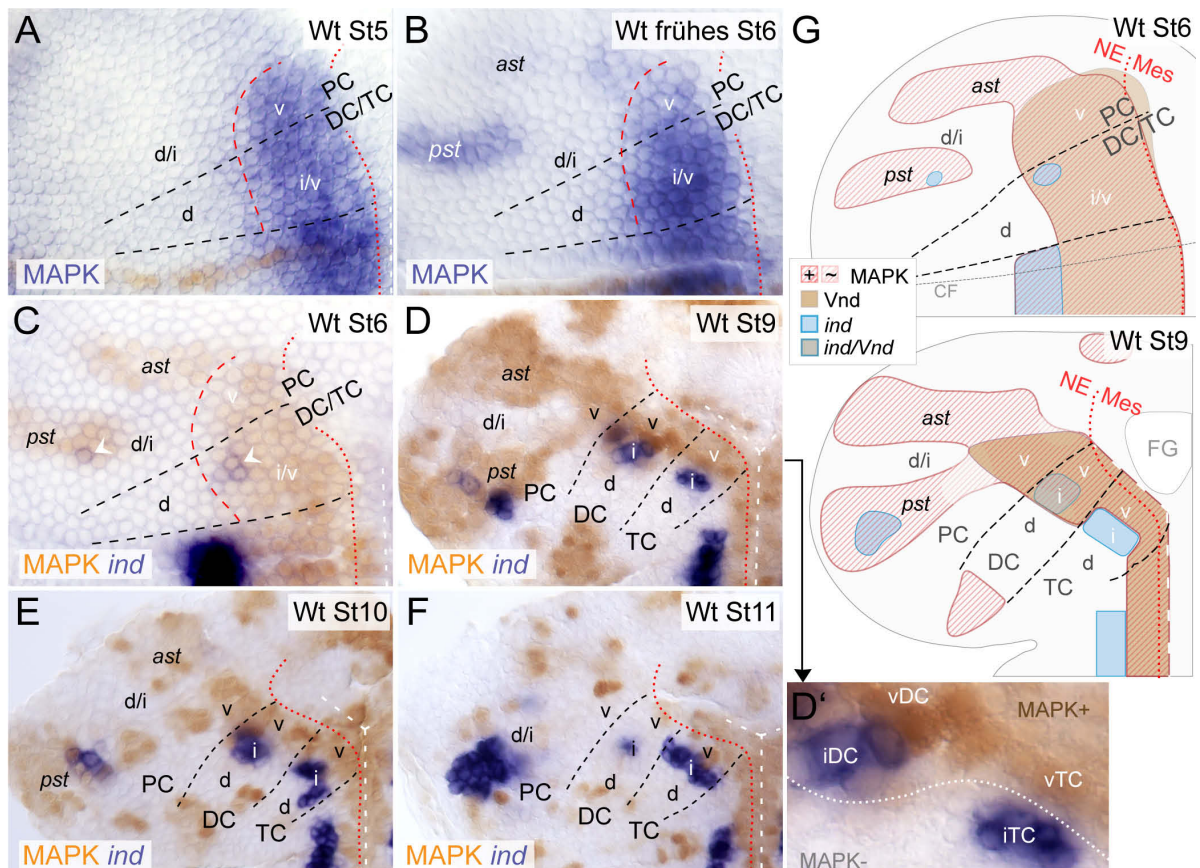 A
Wt St5
v
PC
DC/TC
d/i
i/v
d
MAPK
B
Wt frühes St6
ast
pst
v
PC
DC/TC
d/i
i/v
d
MAPK
C
Wt St6
ast
v
PC
DC/TC
pst
d/i
i/v
d
MAPK ind
D
Wt St9
ast
d/i
v
v
i
v
pst
PC
d
i
DC
d
TC
MAPK ind
E
Wt St10
ast
d/i
v
v
i
v
pst
PC
d
i
DC
d
TC
MAPK ind
F
Wt St11
d/i
v
v
i
v
i
PC
d
DC
d
TC
MAPK ind
G
Wt St6
NE Mes
ast
v
PC
DC/TC
d/i
pst
i/v
d
CF
+ ~ MAPK
Vnd
ind
ind/Vnd
Wt St9
NE Mes
ast
FG
d/i
v
v
pst
i
v
PC
d
i
DC
d
TC
D‘
vDC
MAPK+
iDC
vTC
iTC
MAPK-